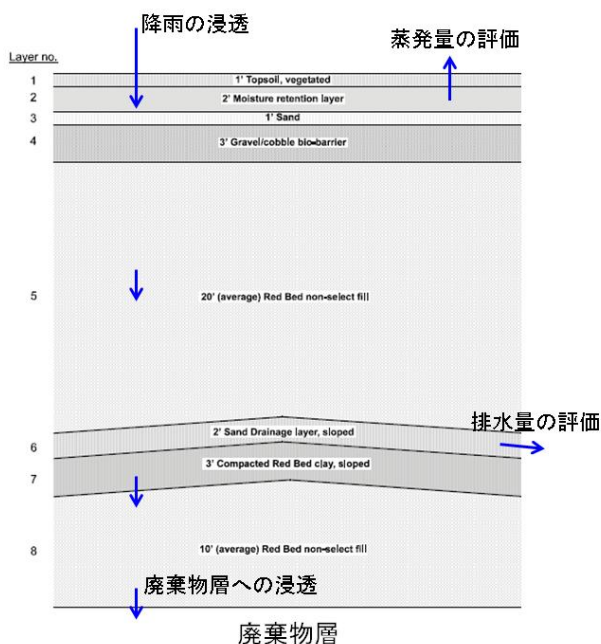 降雨の浸透
蒸発量の評価
Layer no.
1
1' Topsoil, vegetated
2
2' Moisture retention layer
3
1' Sand
4
3' Gravel/cobble bio-barrier
5
20' (average) Red Bed non-select fill
排水量の評価
2' Sand Drainage layer, sloped
6
3' Compacted Red Bed clay, sloped
7
8
10' (average) Red Bed non-select fill
廃棄物層への浸透
廃棄物層